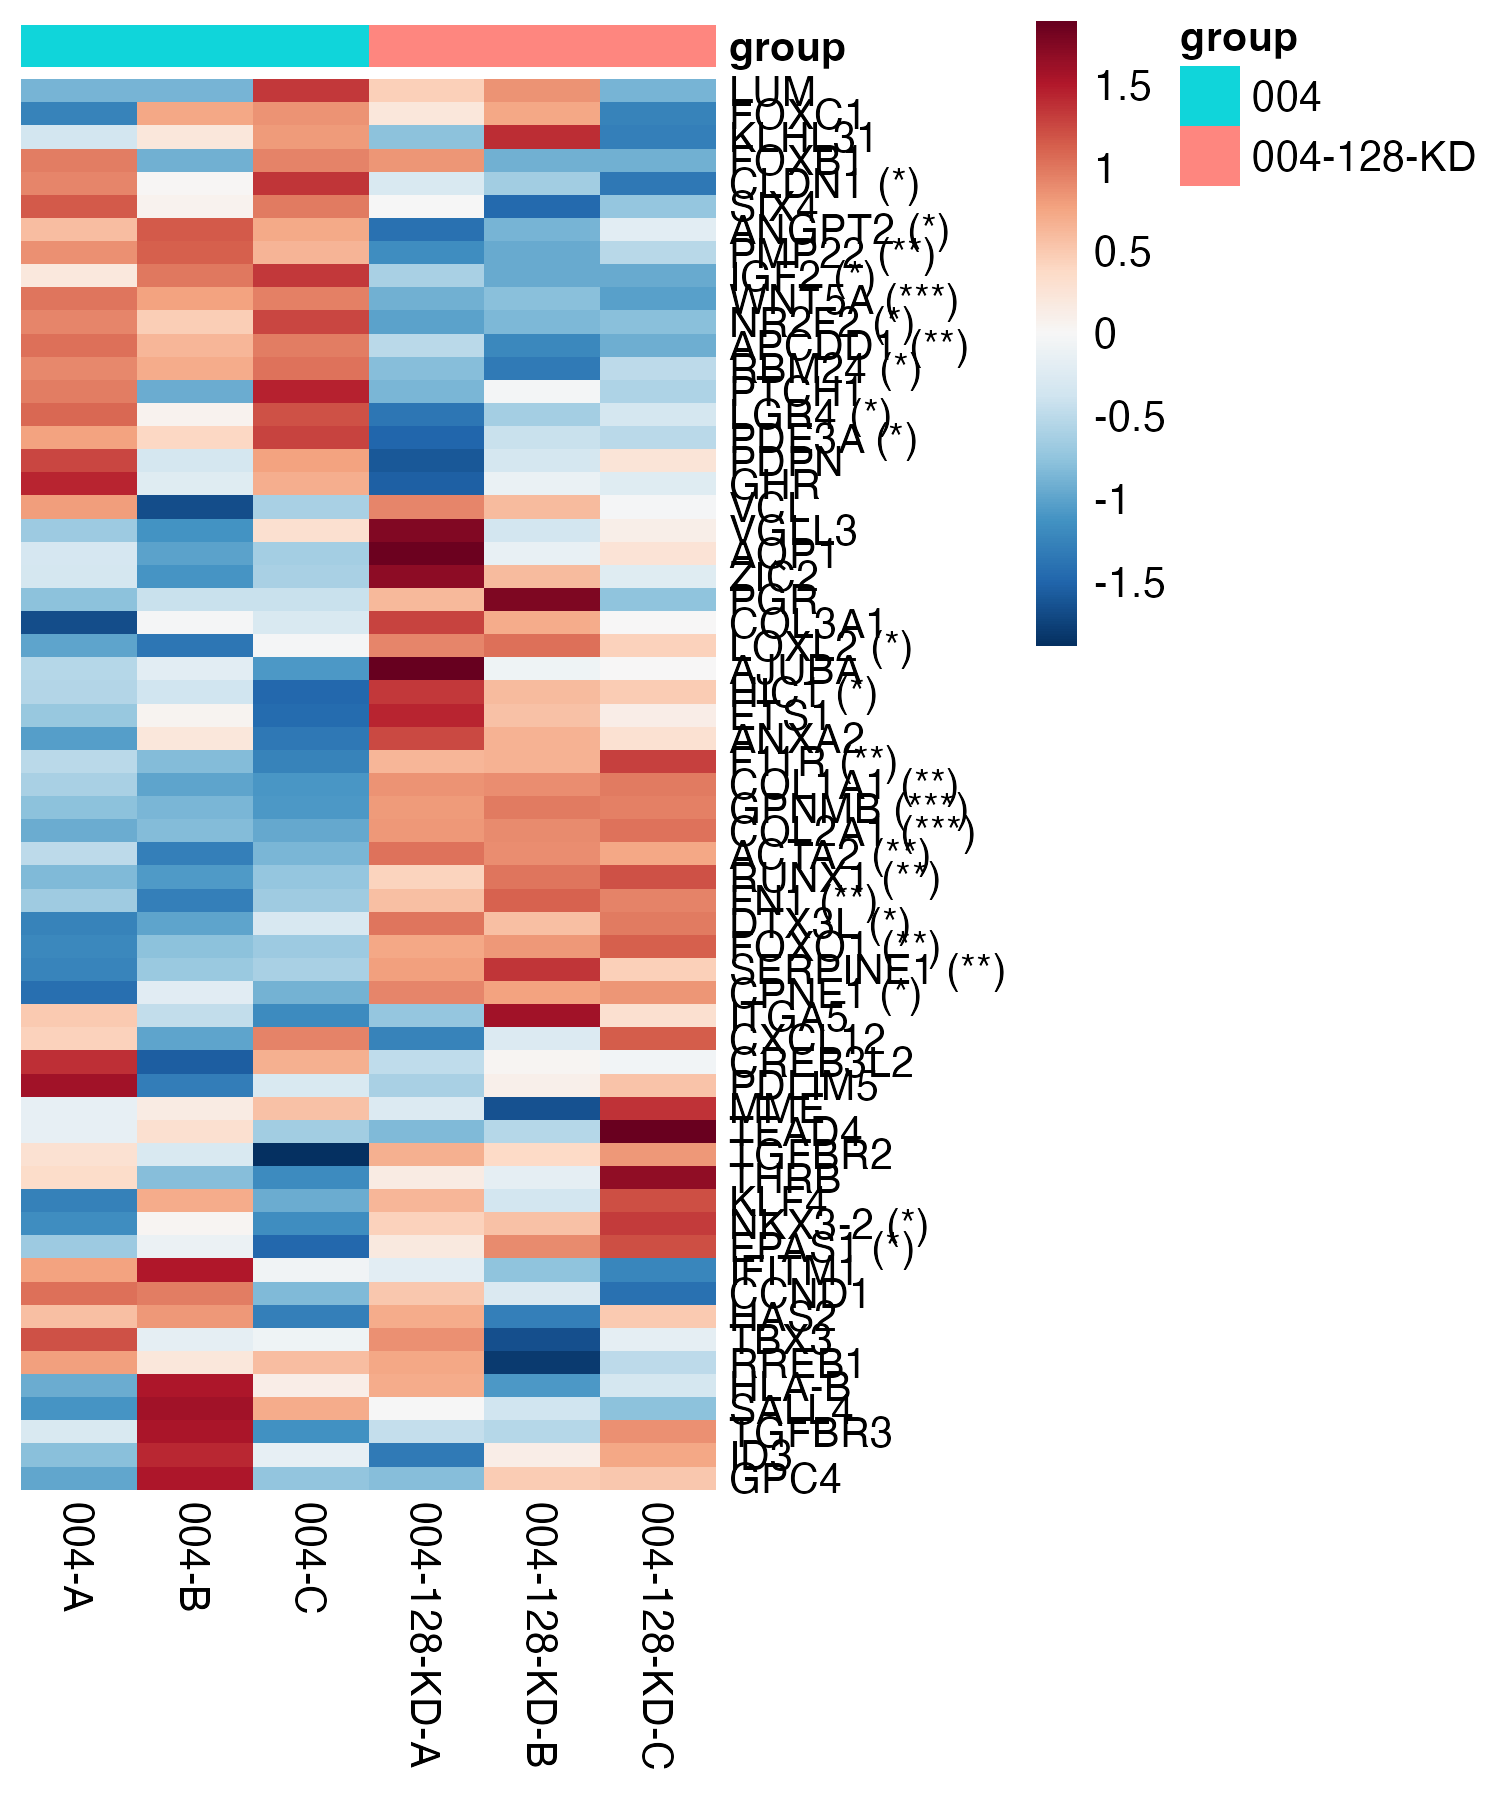 group
LUM
FOXC1
KLHL31
FOXB1
CLDN1 (*)
SIX4
ANGPT2 (*)
PMP22 (**)
IGF2 (*)
WNT5A (***)
NR2F2 (*)
APCDD1 (**)
RBM24 (*)
PTCH1
LGR4 (*)
PDE3A (*)
PDPN
GHR
VCL
VGLL3
AQP1
ZIC2
PGR
COL3A1
LOXL2 (*)
AJUBA
HIC1 (*)
ETS1
ANXA2
F11R (**)
COL1A1 (**)
GPNMB (***)
COL2A1 (***)
ACTA2 (**)
RUNX1 (**)
FN1 (**)
DTX3L (*)
FOXO1 (**)
SERPINE1 (**)
CPNE1 (*)
ITGA5
CXCL12
CREB3L2
PDLIM5
MME
TEAD4
TGFBR2
THRB
KLF4
NKX3-2 (*)
EPAS1 (*)
IFITM1
CCND1
HAS2
TBX3
RREB1
HLA-B
SALL4
TGFBR3
ID3
GPC4
004-A
004-B
004-C
004-128-KD-A
004-128-KD-B
004-128-KD-C
1.5
1
0.5
0
-0.5
-1
-1.5
group
004
004-128-KD